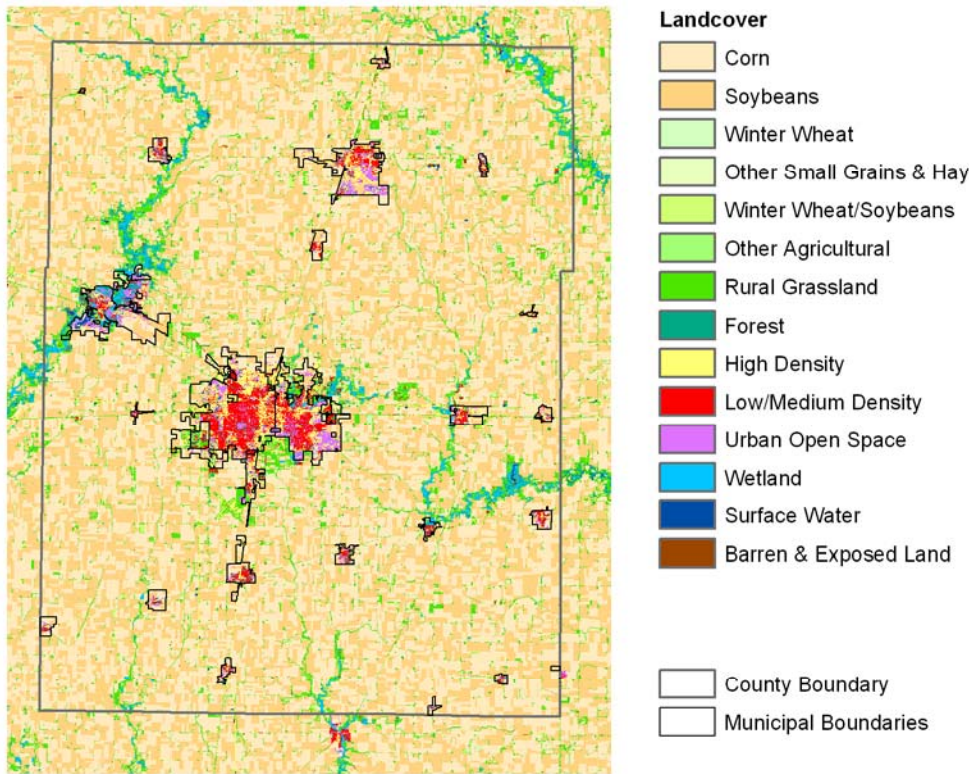 Landcover
Corn
Soybeans
Winter Wheat
Other Small Grains & Hay
Winter Wheat/Soybeans
Other Agricultural
Rural Grassland
Forest
High Density
Low/Medium Density
Urban Open Space
Wetland
Surface Water
Barren & Exposed Land
County Boundary
Municipal Boundaries